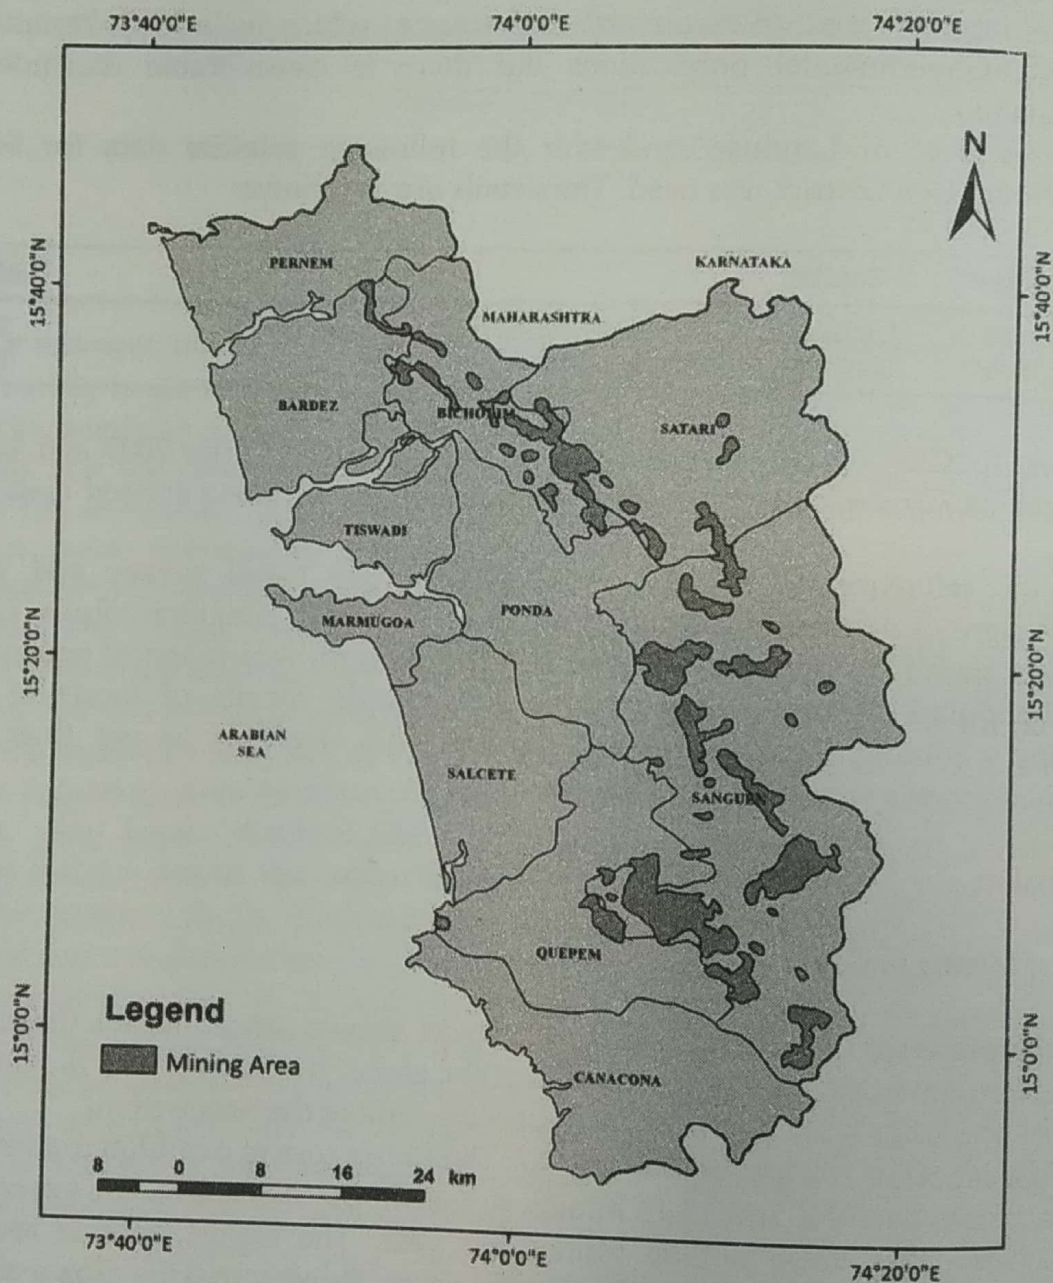 73°40'0"E
74°0'0"E
74°20'0"E
N
15°40'0"N
15°40'0"N
PERNEM
KARNATAKA
MAHARASHTRA
BARDEZ
BICHOLIM
SATARI
TISWADI
PONDA
MARMUGOA
15°20'0"N
15°20'0"N
ARABIAN
SEA
SALCETE
SANGUEM
QUEPEM
15°0'0"N
15°0'0"N
Legend
Mining Area
CANACONA
8 0 8 16 24 km
73°40'0"E
74°0'0"E
74°20'0"E